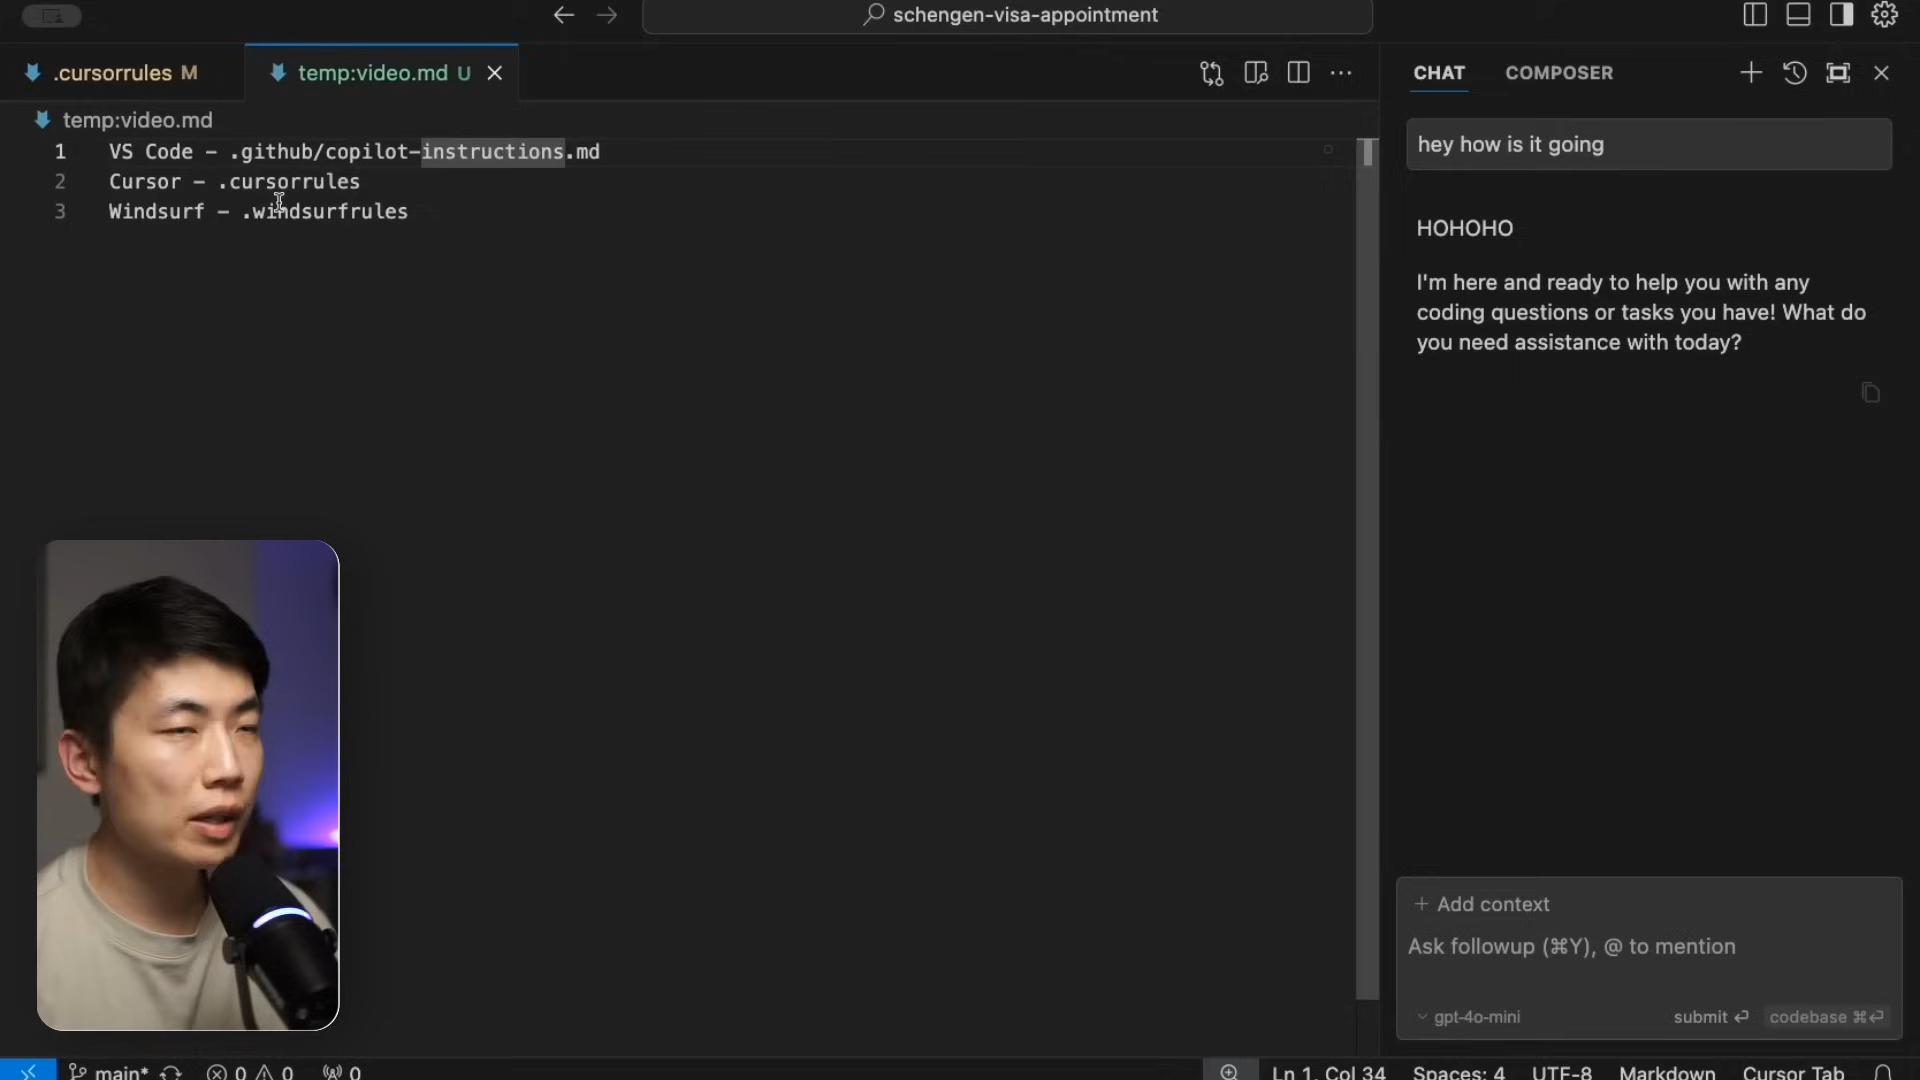 schengen-visa-appointment
.cursorrules M
temp:video.md U
temp:video.md
1 VS Code - .github/copilot-instructions.md
2 Cursor - .cursorrules
3 Windsurf - .windsurfrules
CHAT COMPOSER
hey how is it going
HOHOHO
I'm here and ready to help you with any
coding questions or tasks you have! What do
you need assistance with today?
+ Add context
Ask followup (⌘Y), @ to mention
gpt-4o-mini submit ⏎ codebase ⌘⏎
main* 0 0 0 Ln 1, Col 34 Spaces: 4 UTF-8 Markdown Cursor Tab